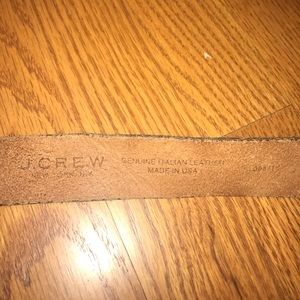 J.CREW
NEW YORK N.Y.
GENUINE ITALIAN LEATHER
MADE IN USA